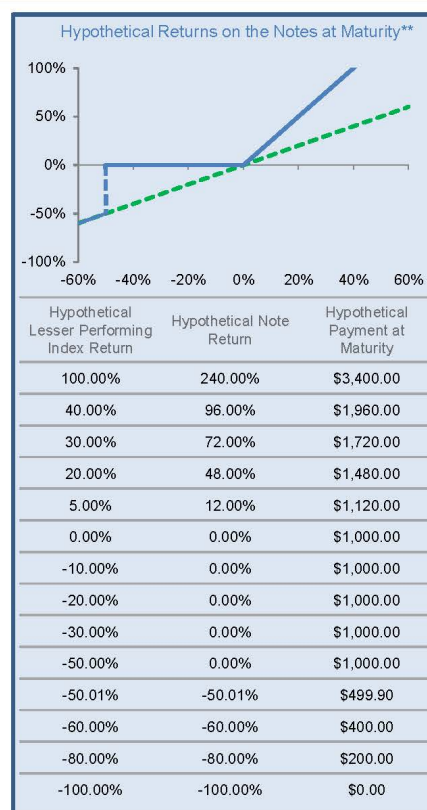 Hypothetical Returns on the Notes at Maturity**
100%
50%
0%
-50%
-100%
-60% -40% -20% 0% 20% 40% 60%
Hypothetical Lesser Performing Index Return
Hypothetical Note Return
Hypothetical Payment at Maturity
100.00% 240.00% $3,400.00
40.00% 96.00% $1,960.00
30.00% 72.00% $1,720.00
20.00% 48.00% $1,480.00
5.00% 12.00% $1,120.00
0.00% 0.00% $1,000.00
-10.00% 0.00% $1,000.00
-20.00% 0.00% $1,000.00
-30.00% 0.00% $1,000.00
-50.00% 0.00% $1,000.00
-50.01% -50.01% $499.90
-60.00% -60.00% $400.00
-80.00% -80.00% $200.00
-100.00% -100.00% $0.00